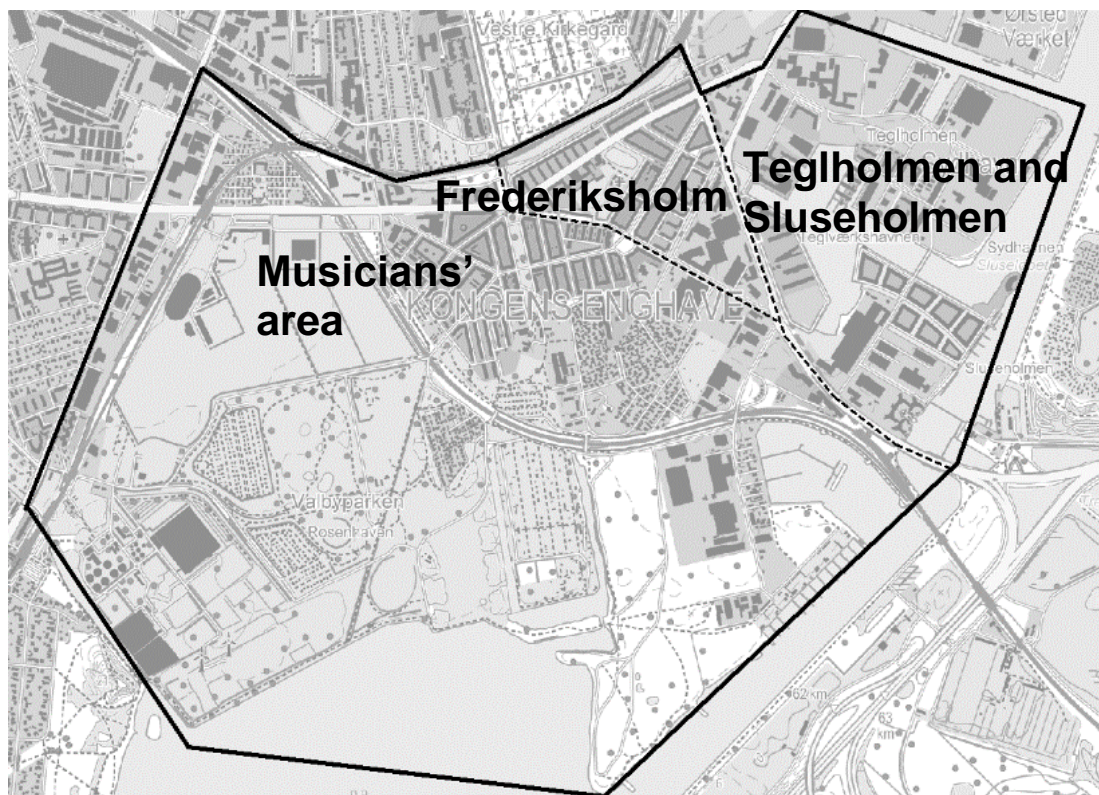 Vestre Kirkegård
Ørsted
Værket
Teglholmen
Teglholmen and
Sluseholmen
Frederiksholm
Teglværkshavnen
Sydhavnen
Musicians’
area
KONGENS ENGHAVE
Sluseholmen
Valbyparken
Rosenhaven
62 km
63
km